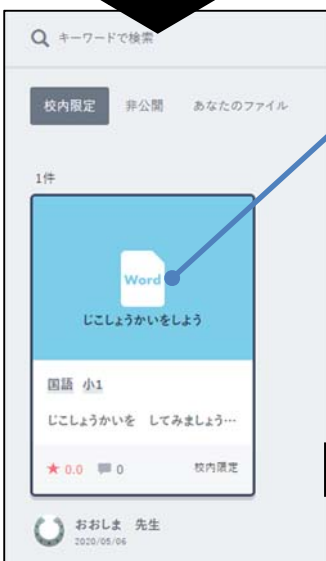 キーワードで検索
校内限定 非公開 あなたのファイル
1件
Word
じこしょうかいをしよう
国語 小1
じこしょうかいを してみましょう…
★ 0.0 0 校内限定
おおしま 先生
2020/05/06